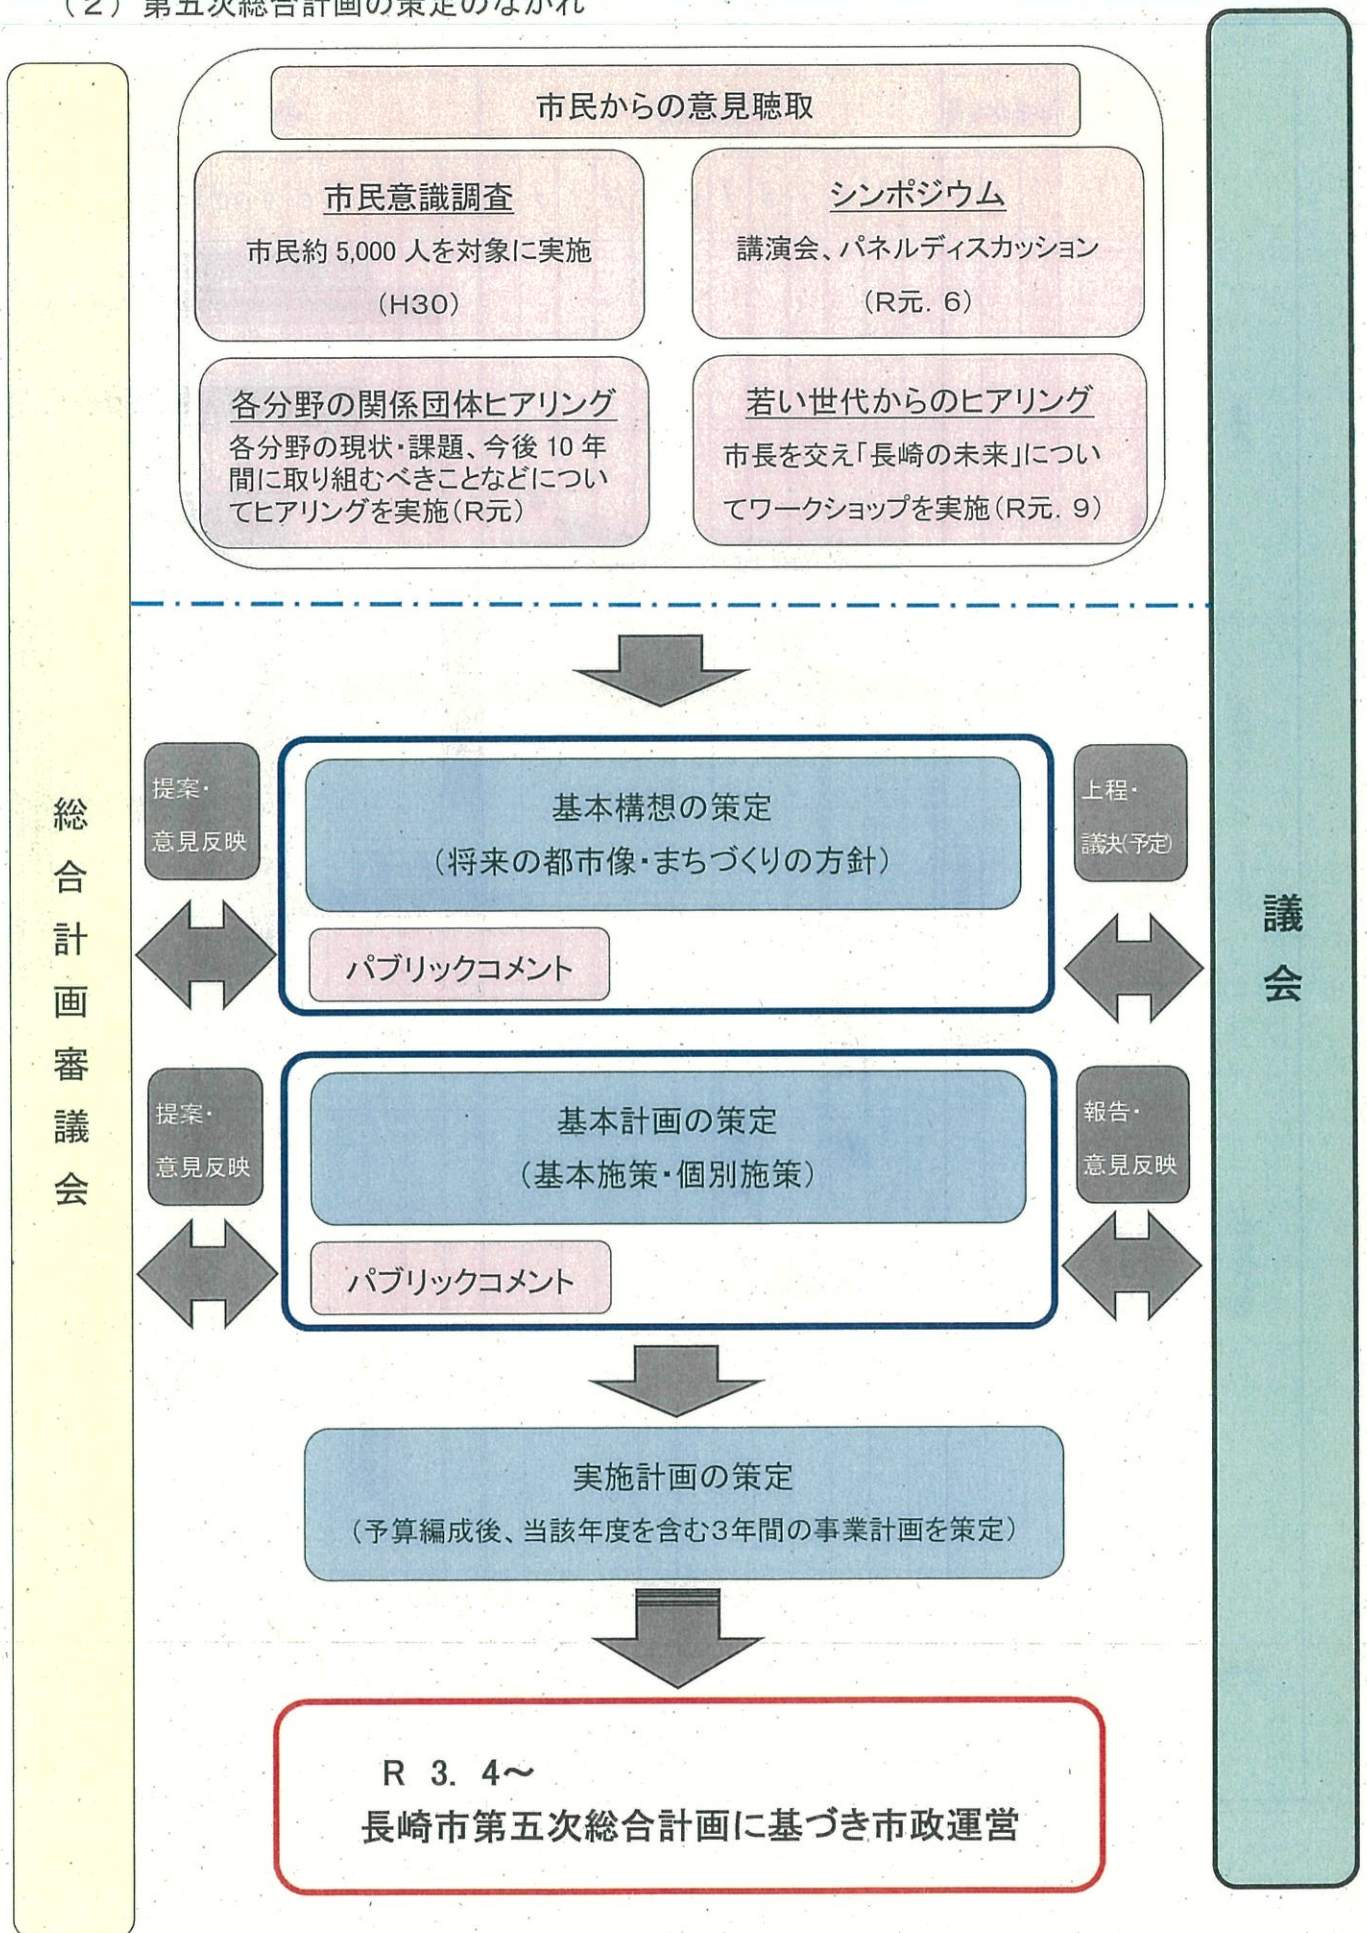 （２）第五次総合計画の策定のながれ
市民からの意見聴取
市民意識調査
市民約 5,000 人を対象に実施
（H30）
シンポジウム
講演会、パネルディスカッション
（R元．6）
各分野の関係団体ヒアリング
各分野の現状・課題、今後 10 年
間に取り組むべきことなどについ
てヒアリングを実施（R元）
若い世代からのヒアリング
市長を交え「長崎の未来」につい
てワークショップを実施（R元．9）
総合計画審議会
議会
提案・
意見反映
基本構想の策定
（将来の都市像・まちづくりの方針）
パブリックコメント
上程・
議決（予定）
提案・
意見反映
基本計画の策定
（基本施策・個別施策）
パブリックコメント
報告・
意見反映
実施計画の策定
（予算編成後、当該年度を含む3年間の事業計画を策定）
R 3．4～
長崎市第五次総合計画に基づき市政運営